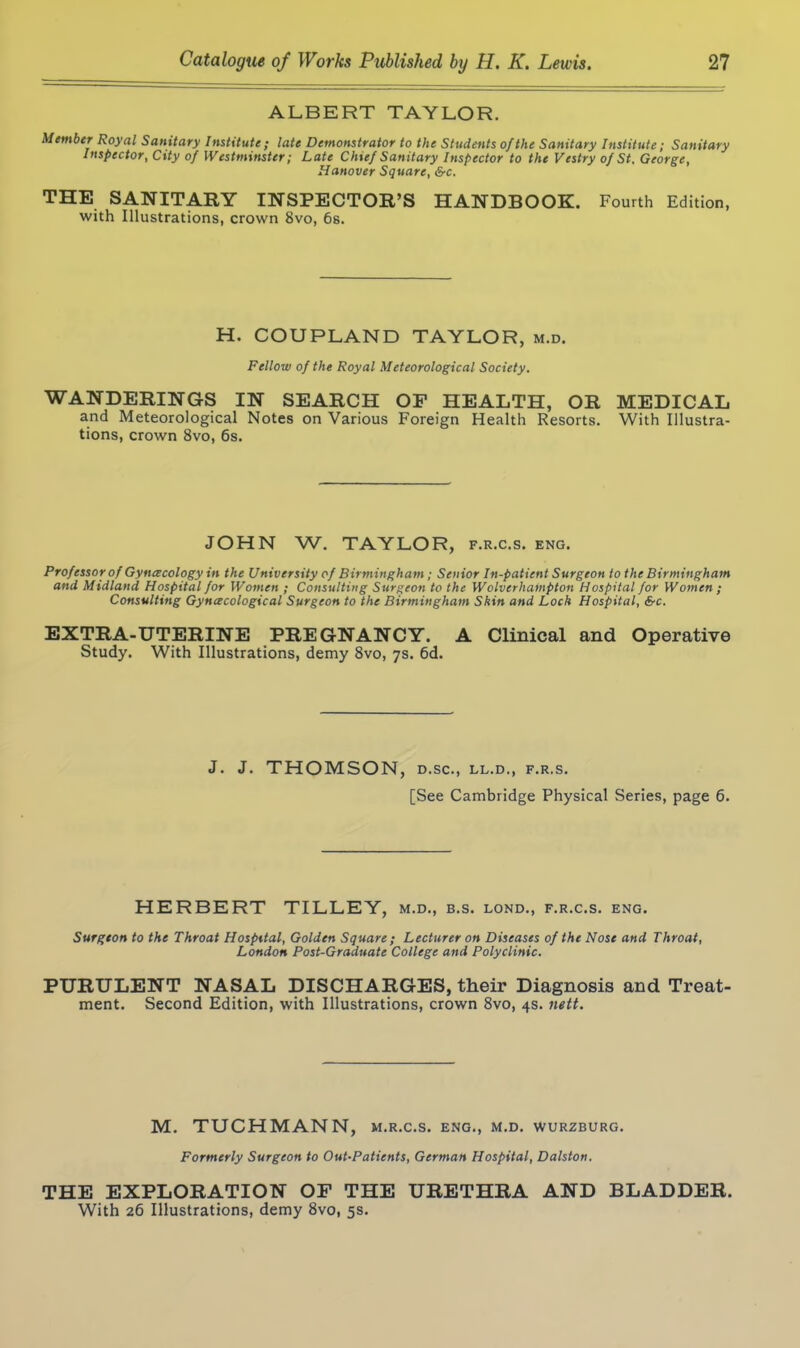 Catalogue of Works Published by H. K. Lewis. 27
ALBERT TAYLOR.
Member Royal Sanitary Institute; late Demonstrator to the Students of the Sanitary Institute; Sanitary
Inspector, City of Westminster; Late Chief Sanitary Inspector to the Vestry of St. George,
Hanover Square, &c.
THE SANITARY INSPECTOR'S HANDBOOK. Fourth Edition,
with Illustrations, crown 8vo, 6s.
H. COUPLAND TAYLOR, M.D.
Fellow of the Royal Meteorological Society.
WANDERINGS IN SEARCH OF HEALTH, OR MEDICAL
and Meteorological Notes on Various Foreign Health Resorts. With Illustra-
tions, crown 8vo, 6s.
JOHN W. TAYLOR, F.R.C.S. ENG.
Professor of Gynæcology in the University of Birmingham; Senior In-patient Surgeon to the Birmingham
and Midland Hospital for Women; Consulting Surgeon to the Wolverhampton Hospital for Women;
Consulting Gynæcological Surgeon to the Birmingham Skin and Lock Hospital, &c.
EXTRA-UTERINE PREGNANCY. A Clinical and Operative
Study. With Illustrations, demy 8vo, 7s. 6d.
J. J. THOMSON, D.SC., LL.D., F.R.S.
[See Cambridge Physical Series, page 6.
HERBERT TILLEY, M.D., B.S. LOND., F.R.C.S. ENG.
Surgeon to the Throat Hospital, Golden Square; Lecturer on Diseases of the Nose and Throat,
London Post-Graduate College and Polyclinic.
PURULENT NASAL DISCHARGES, their Diagnosis and Treat-
ment. Second Edition, with Illustrations, crown 8vo, 4s. nett.
M. TUCHMANN, M.R.C.S. ENG., M.D. WURZBURG.
Formerly Surgeon to Out-Patients, German Hospital, Dalston.
THE EXPLORATION OF THE URETHRA AND BLADDER.
With 26 Illustrations, demy 8vo, 5s.